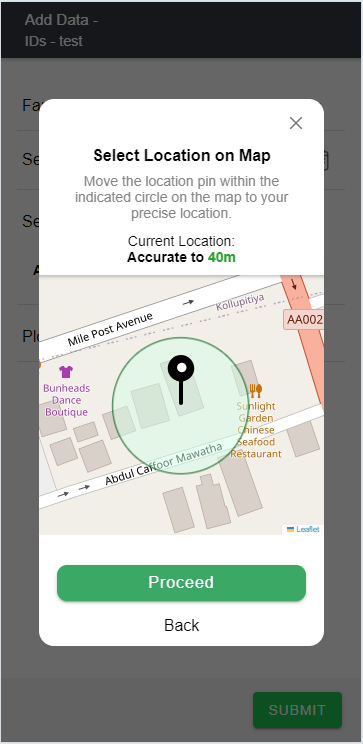 Add Data -
IDs - test
Fa
Select Location on Map
Se
Move the location pin within the
indicated circle on the map to your
precise location.
Se
Current Location:
Accurate to 40m
A
Kollupitiya
Mile Post Avenue
AA002
Plo
Bunheads
Dance
Boutique
Sunlight
Garden
Chinese
Seafood
Restaurant
Abdul Caffoor Mawatha
Leaflet
Proceed
Back
SUBMIT